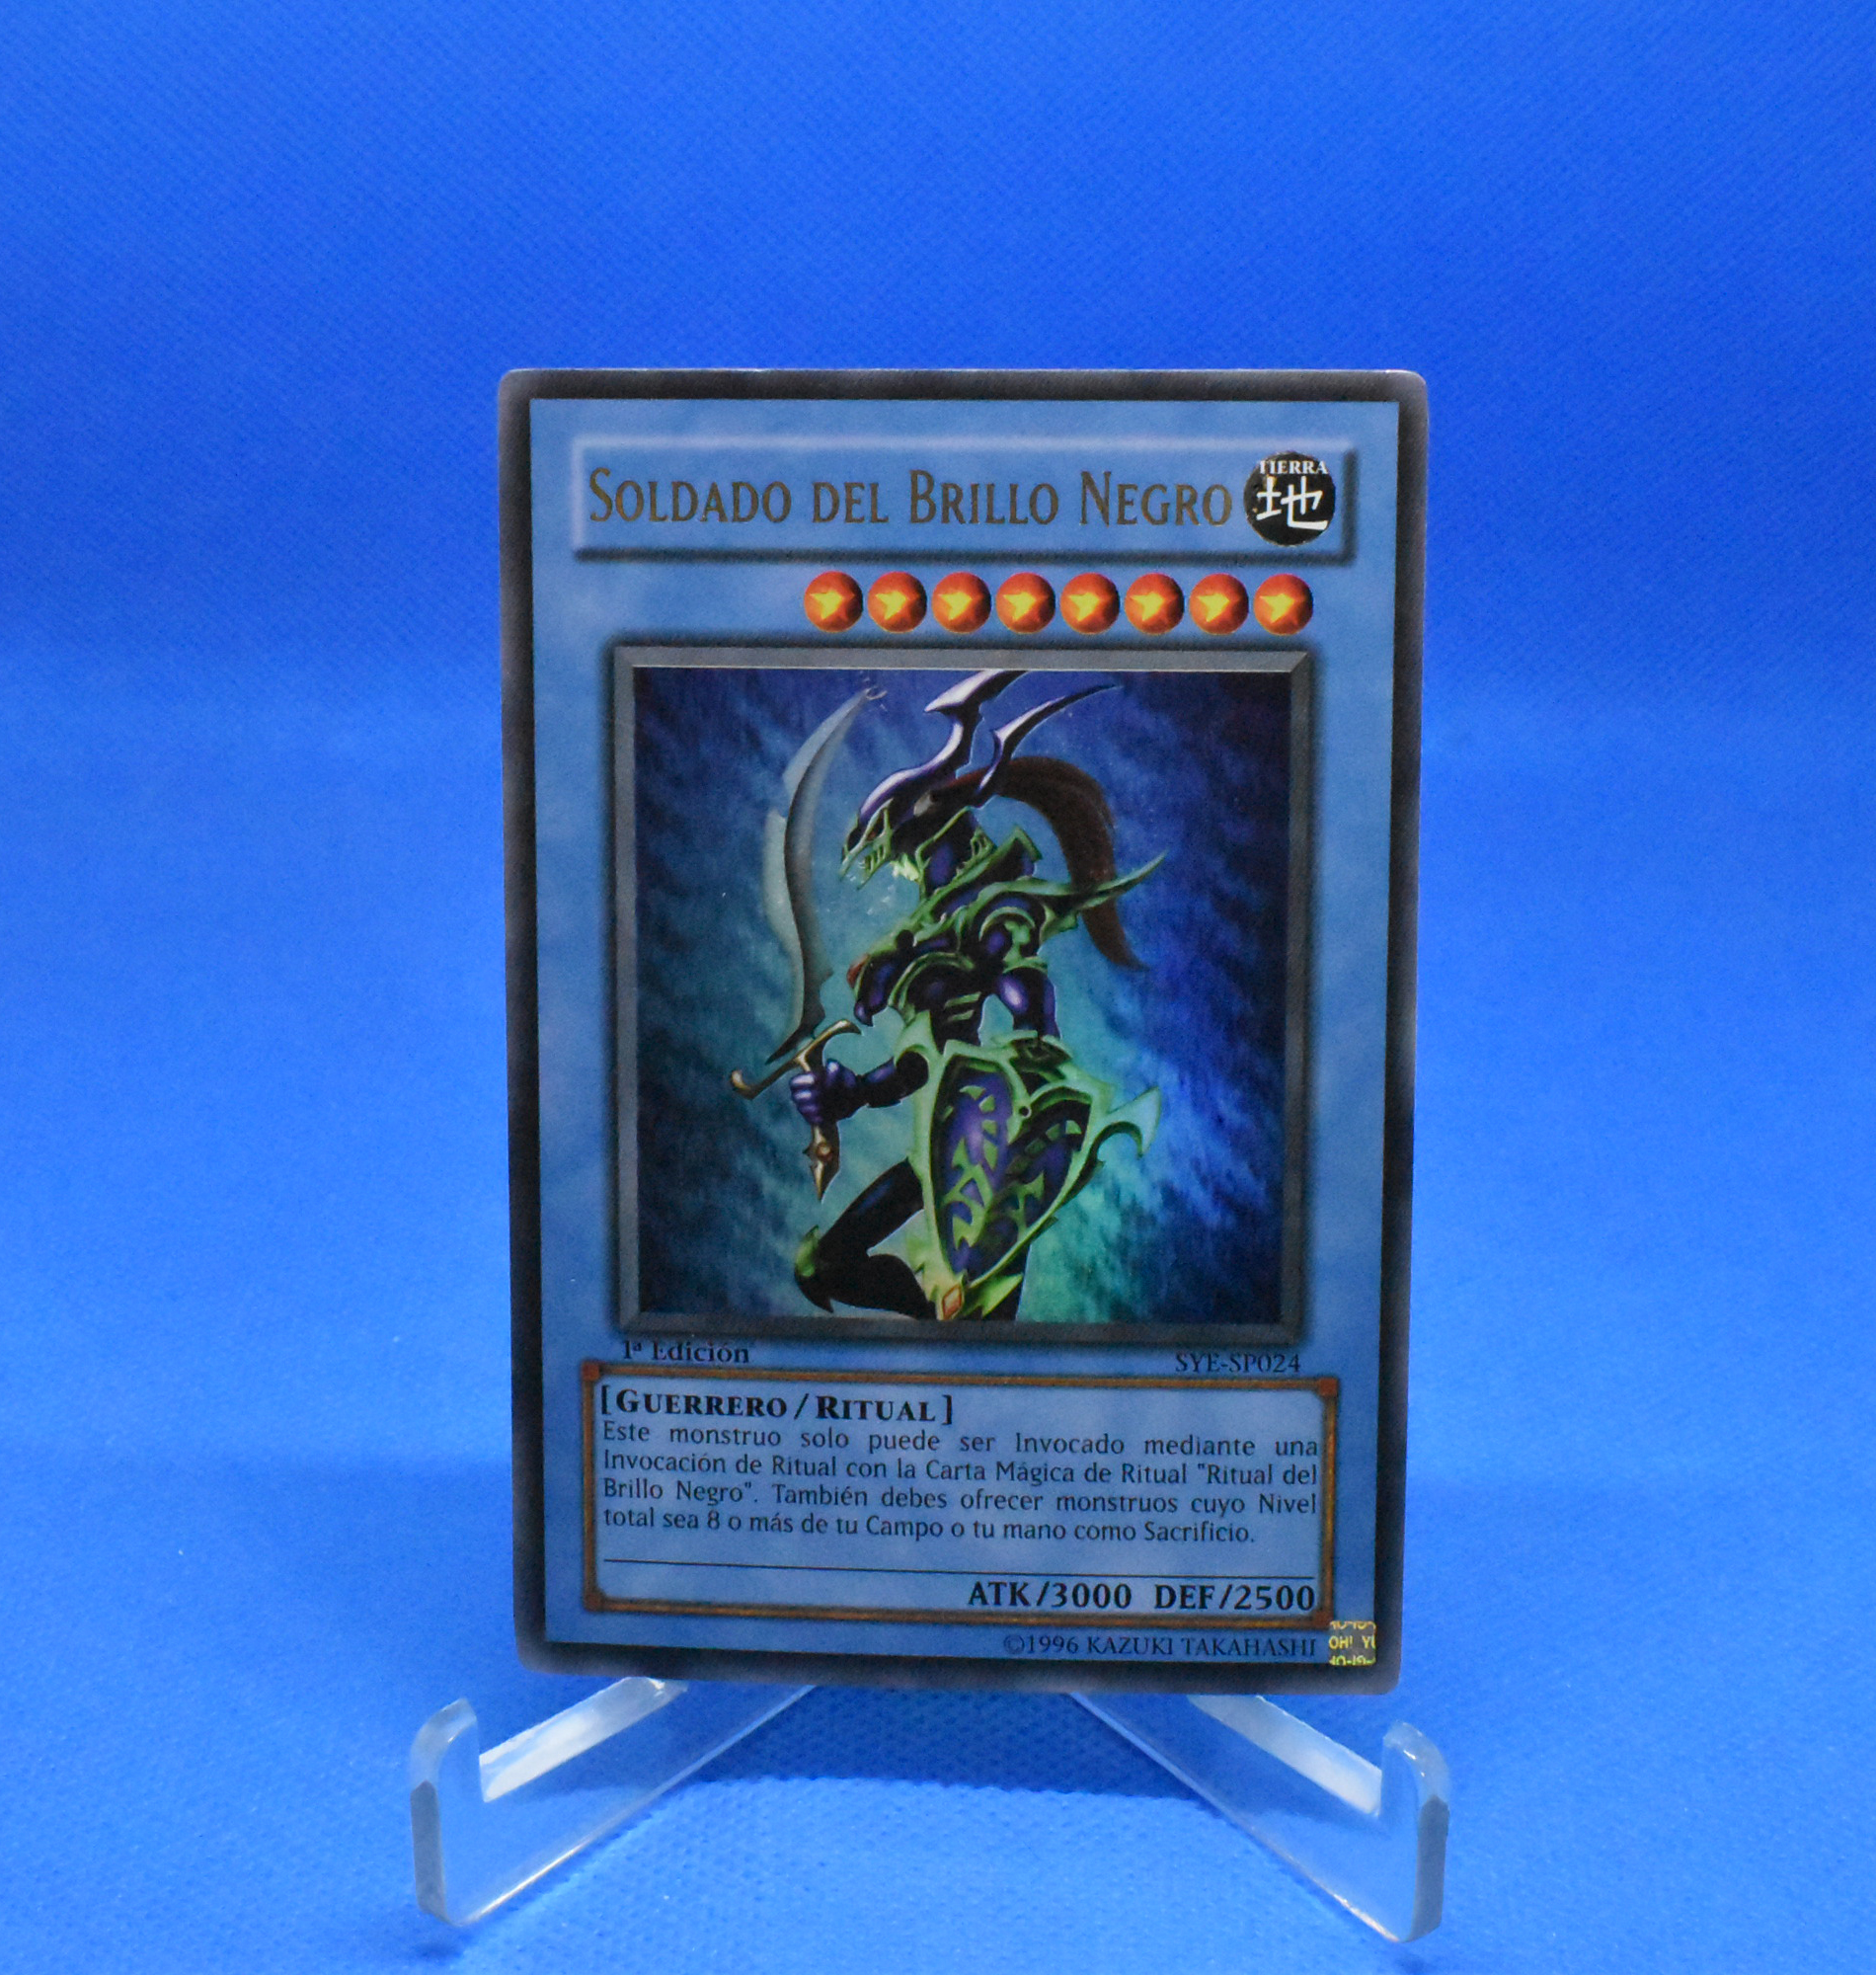 SOLDADO DEL BRILLO NEGRO
TIERRA
地
1ª Edición
SYE-SP024
[GUERRERO / RITUAL]
Este monstruo solo puede ser Invocado mediante una
Invocación de Ritual con la Carta Mágica de Ritual "Ritual del
Brillo Negro". También debes ofrecer monstruos cuyo Nivel
total sea 8 o más de tu Campo o tu mano como Sacrificio.
ATK/3000 DEF/2500
©1996 KAZUKI TAKAHASHI
OH! YU